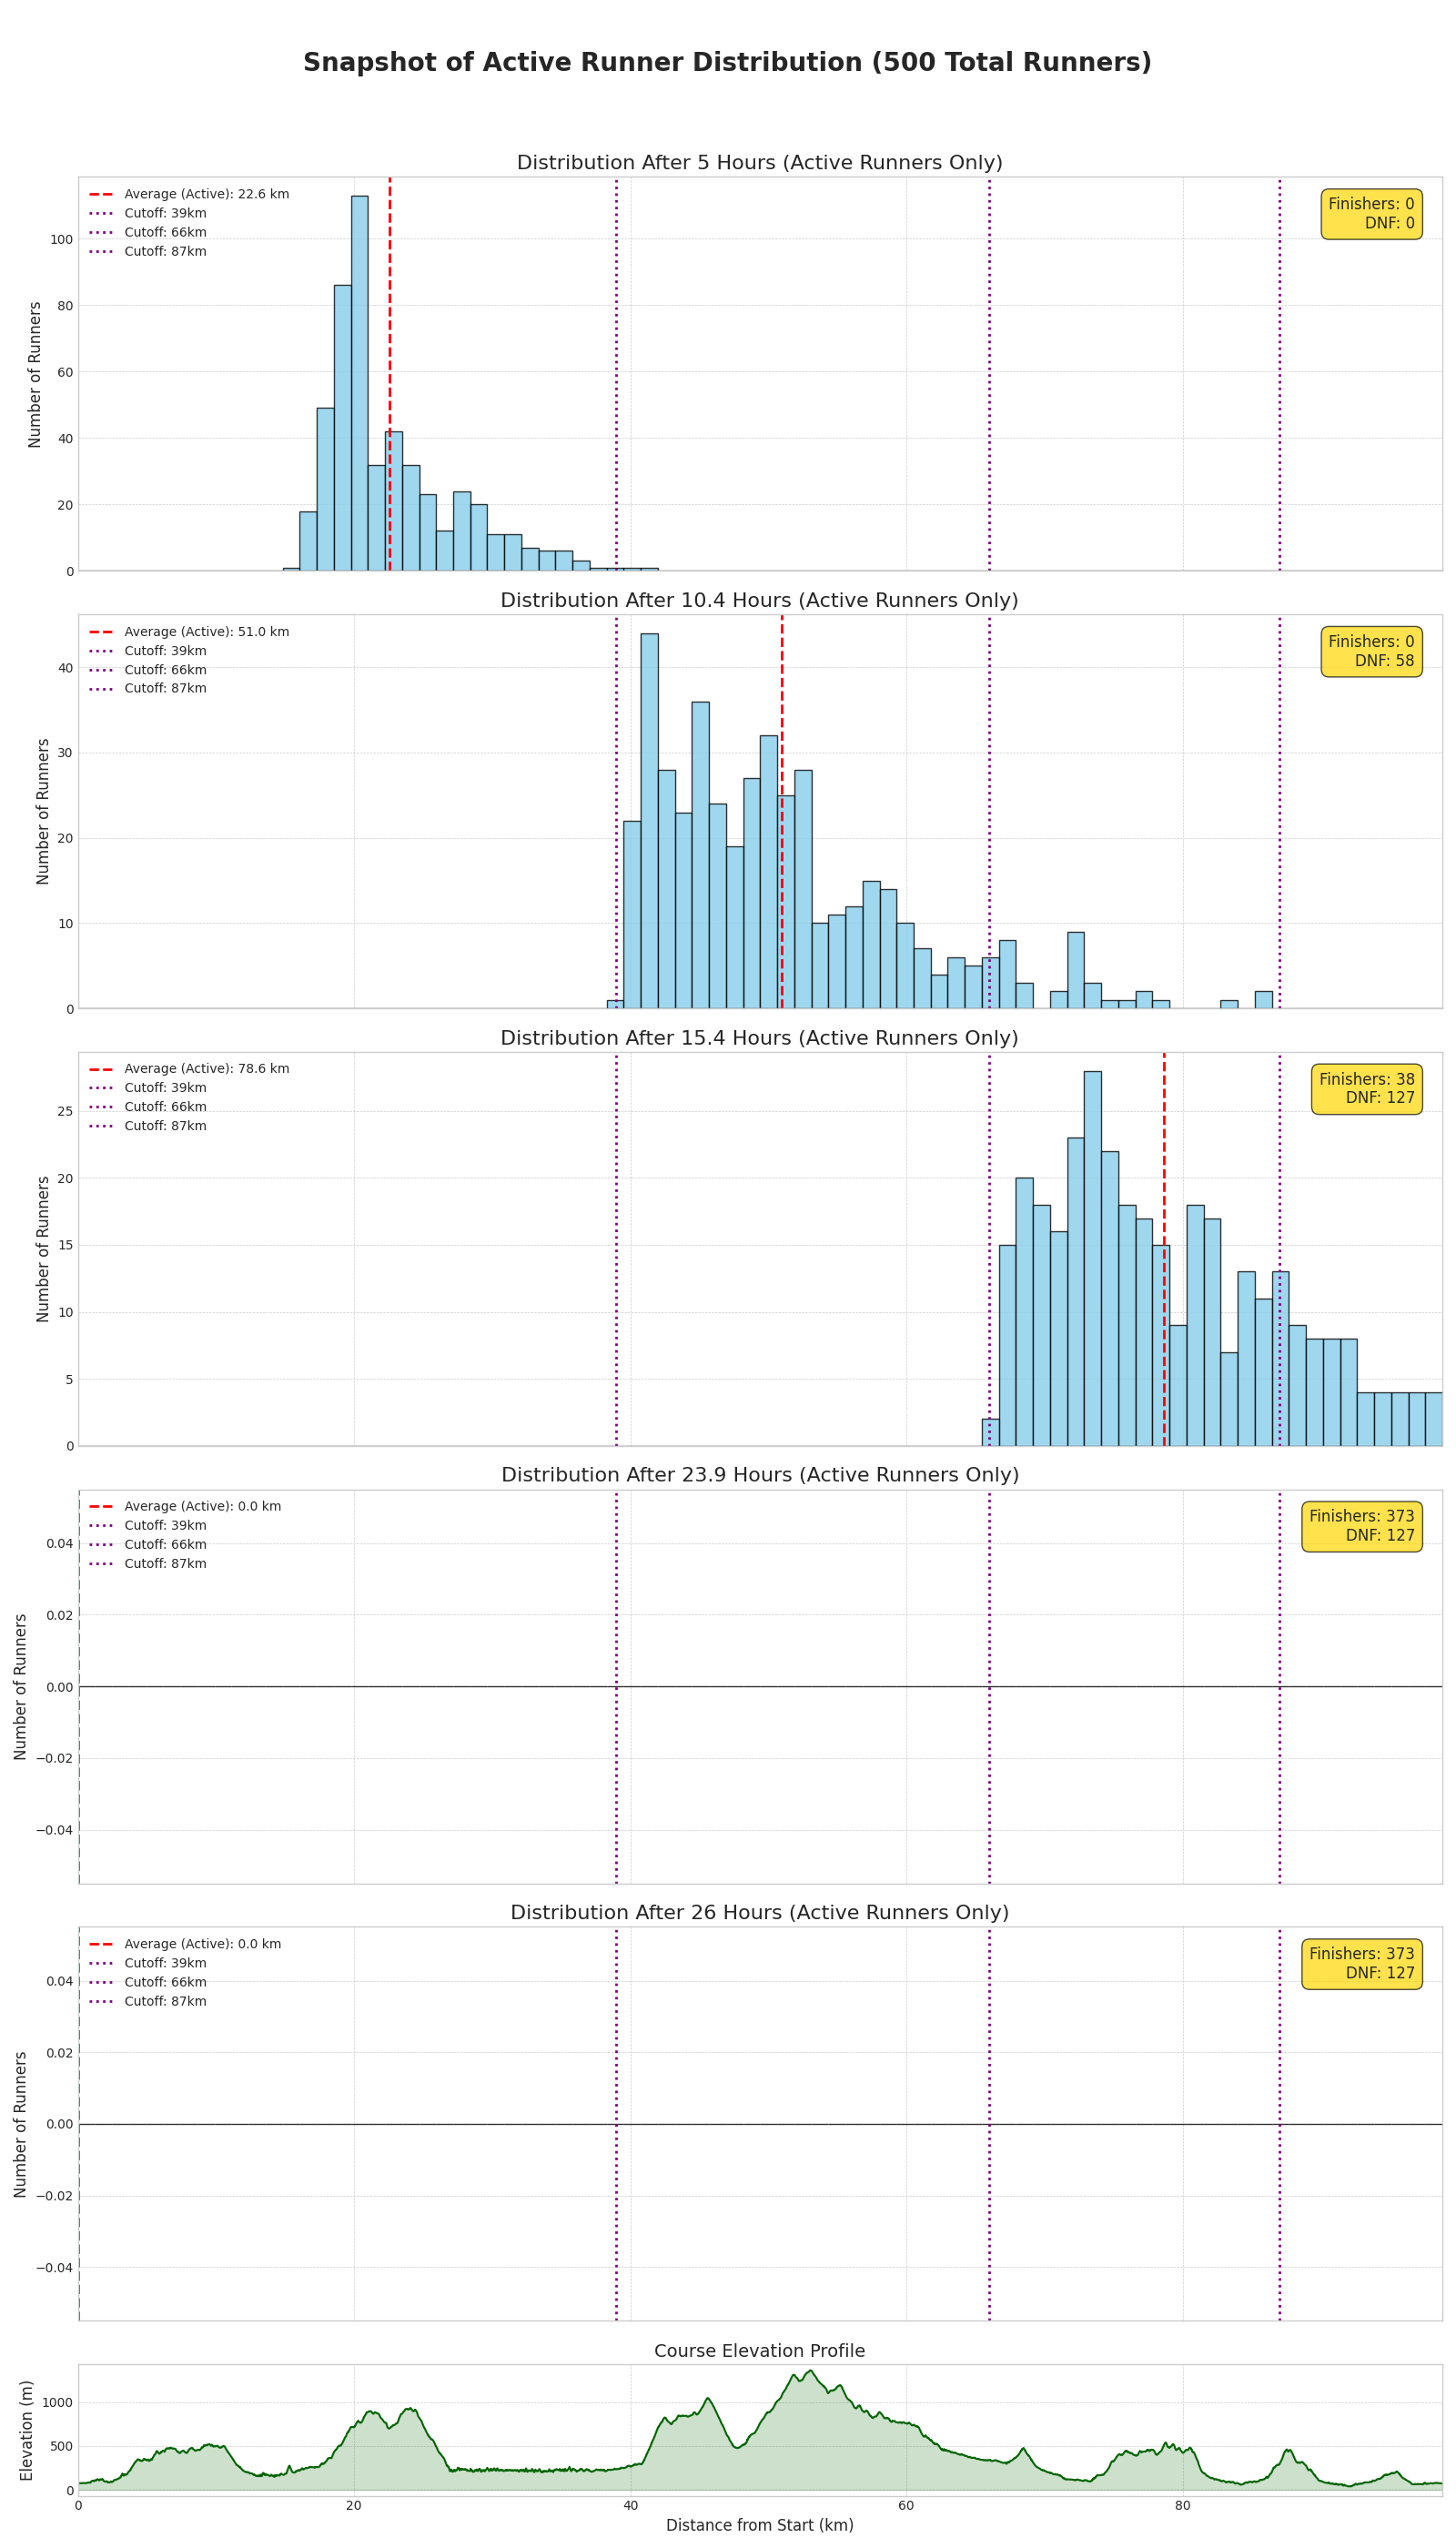 Snapshot of Active Runner Distribution (500 Total Runners)
Distribution After 5 Hours (Active Runners Only)
Average (Active): 22.6 km
Cutoff: 39km
Cutoff: 66km
Cutoff: 87km
Finishers: 0
DNF: 0
Number of Runners
100
80
60
40
20
0
Distribution After 10.4 Hours (Active Runners Only)
Average (Active): 51.0 km
Cutoff: 39km
Cutoff: 66km
Cutoff: 87km
Finishers: 0
DNF: 58
Number of Runners
40
30
20
10
0
Distribution After 15.4 Hours (Active Runners Only)
Average (Active): 78.6 km
Cutoff: 39km
Cutoff: 66km
Cutoff: 87km
Finishers: 38
DNF: 127
Number of Runners
25
20
15
10
5
0
Distribution After 23.9 Hours (Active Runners Only)
Average (Active): 0.0 km
Cutoff: 39km
Cutoff: 66km
Cutoff: 87km
Finishers: 373
DNF: 127
Number of Runners
0.04
0.02
0.00
−0.02
−0.04
Distribution After 26 Hours (Active Runners Only)
Average (Active): 0.0 km
Cutoff: 39km
Cutoff: 66km
Cutoff: 87km
Finishers: 373
DNF: 127
Number of Runners
0.04
0.02
0.00
−0.02
−0.04
Course Elevation Profile
Elevation (m)
1000
500
0
0 20 40 60 80
Distance from Start (km)